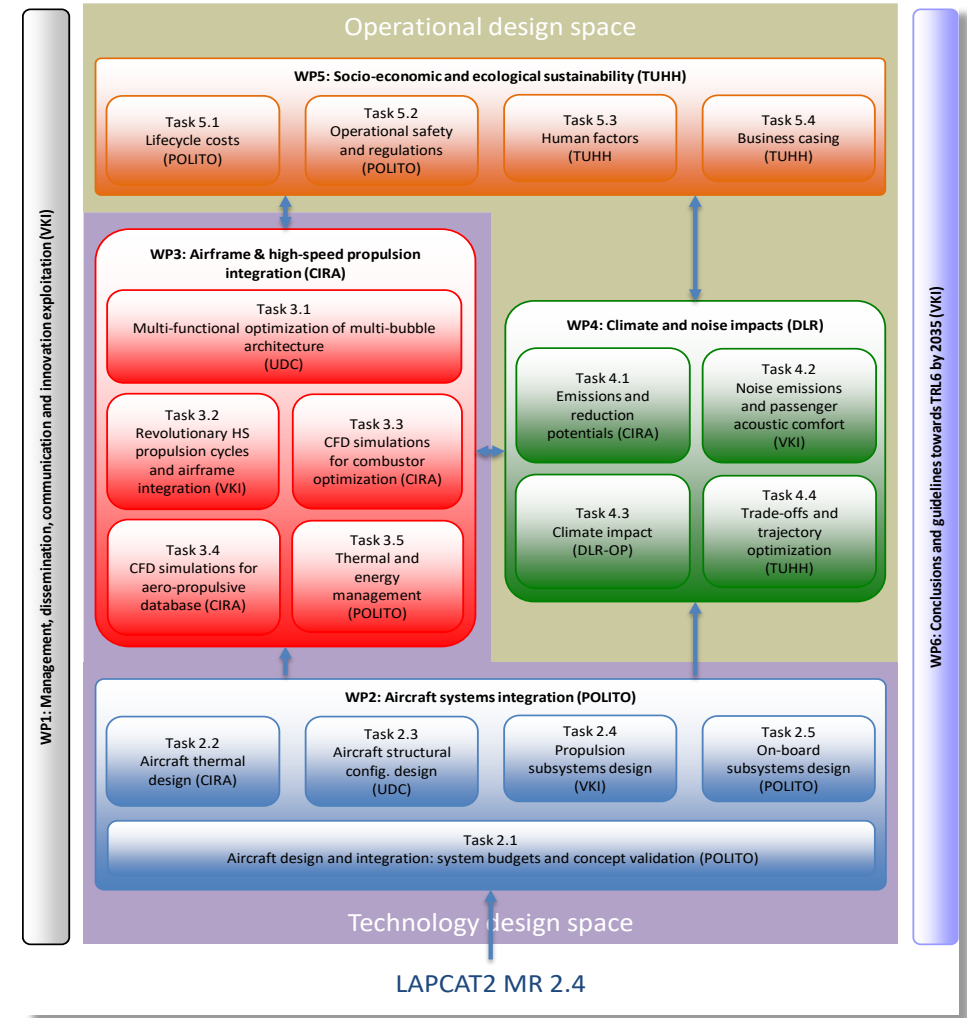 Operational design space
WP1: Management, dissemination, communication and innovation exploitation (VKI)
WP5: Socio-economic and ecological sustainability (TUHH)
Task 5.1
Lifecycle costs
(POLITO)
Task 5.2
Operational safety
and regulations
(POLITO)
Task 5.3
Human factors
(TUHH
Task 5.4
Business casing
(TUHH)
WP3: Airframe & high-speed propulsion
integration (CIRA)
Task 3.1
Multi-functional optimization of multi-bubble
architecture
(UDC)
Task 3.2
Revolutionary HS
propulsion cycles
and airframe
integration (VKI)
Task 3.3
CFD simulations
for combustor
optimization (CIRA)
Task 3.4
CFD simulations for
aero-propulsive
database (CIRA)
Task 3.5
Thermal and
energy
management
(POLITO)
WP4: Climate and noise impacts (DLR)
Task 4.1
Emissions and
reduction
potentials (CIRA)
Task 4.2
Noise emissions
and passenger
acoustic comfort
(VKI)
Task 4.3
Climate impact
(DLR-OP)
Task 4.4
Trade-offs and
trajectory
optimization
(TUHH)
WP2: Aircraft systems integration (POLITO)
Task 2.2
Aircraft thermal
design (CIRA)
Task 2.3
Aircraft structural
config. design
(UDC)
Task 2.4
Propulsion
subsystems design
(VKI)
Task 2.5
On-board
subsystems design
(POLITO)
Task 2.1
Aircraft design and integration: system budgets and concept validation (POLITO)
Technology design space
WP6: Conclusions and guidelines towards TRL6 by 2035 (VKI)
LAPCAT2 MR 2.4